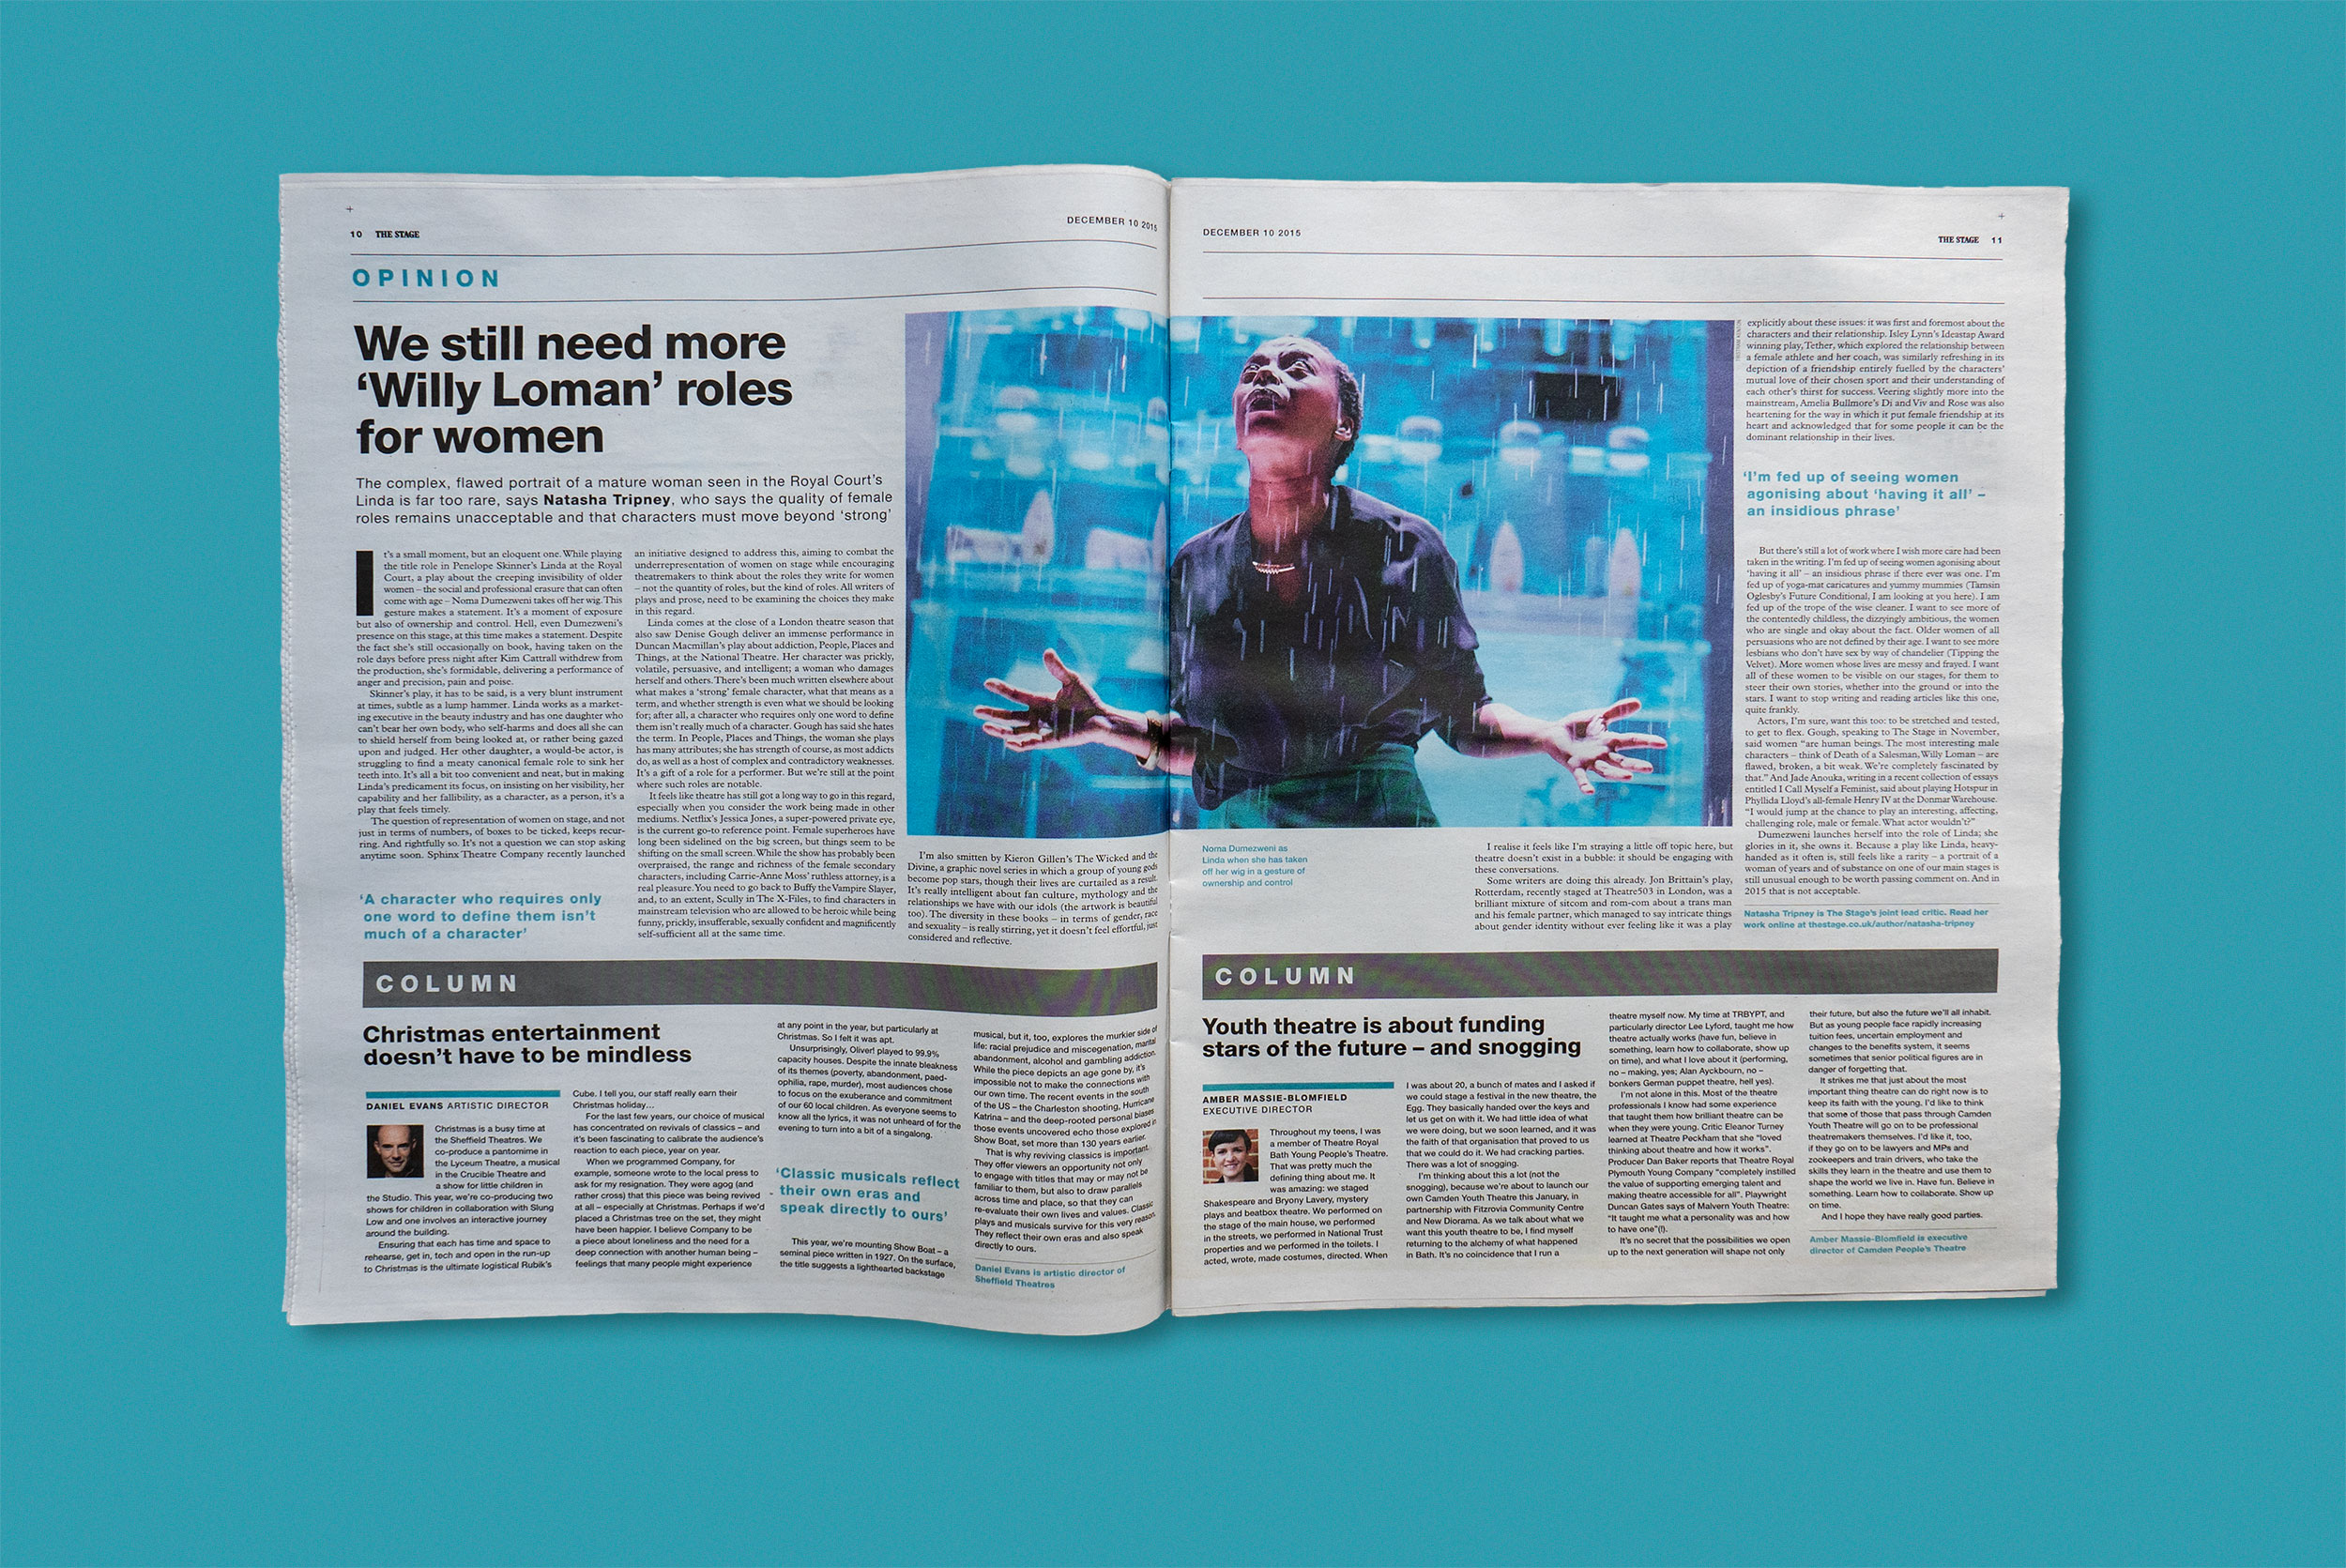 10 THE STAGE
DECEMBER 10 2015
OPINION
We still need more
‘Willy Loman’ roles
for women
The complex, flawed portrait of a mature woman seen in the Royal Court’s
Linda is far too rare, says Natasha Tripney, who says the quality of female
roles remains unacceptable and that characters must move beyond ‘strong’
It’s a small moment, but an eloquent one. While playing
the title role in Penelope Skinner’s Linda at the Royal
Court, a play about the creeping invisibility of older
women – the social and professional erasure that can often
come with age – Noma Dumezweni takes off her wig. This
gesture makes a statement. It’s a moment of exposure
but also of ownership and control. Hell, even Dumezweni’s
presence on this stage, at this time makes a statement. Despite
the fact she’s still occasionally on book, having taken on the
role days before press night after Kim Cattrall withdrew from
the production, she’s formidable, delivering a performance of
anger and precision, pain and poise.
Skinner’s play, it has to be said, is a very blunt instrument
at times, subtle as a lump hammer. Linda works as a market-
ing executive in the beauty industry and has one daughter who
can’t bear her own body, who self-harms and does all she can
to shield herself from being looked at, or rather being gazed
upon and judged. Her other daughter, a would-be actor, is
struggling to find a meaty canonical female role to sink her
teeth into. It’s all a bit too convenient and neat, but in making
Linda’s predicament its focus, on insisting on her visibility, her
capability and her fallibility, as a character, as a person, it’s a
play that feels timely.
The question of representation of women on stage, and not
just in terms of numbers, of boxes to be ticked, keeps recur-
ring. And rightfully so. It’s not a question we can stop asking
anytime soon. Sphinx Theatre Company recently launched
‘A character who requires only
one word to define them isn’t
much of a character’
an initiative designed to address this, aiming to combat the
underrepresentation of women on stage while encouraging
theatremakers to think about the roles they write for women
– not the quantity of roles, but the kind of roles. All writers of
plays and prose, need to be examining the choices they make
in this regard.
Linda comes at the close of a London theatre season that
also saw Denise Gough deliver an immense performance in
Duncan Macmillan’s play about addiction, People, Places and
Things, at the National Theatre. Her character was prickly,
volatile, persuasive, and intelligent; a woman who damages
herself and others. There’s been much written elsewhere about
what makes a ‘strong’ female character, what that means as a
term, and whether strength is even what we should be looking
for; after all, a character who requires only one word to define
them isn’t really much of a character. Gough has said she hates
the term. In People, Places and Things, the woman she plays
has many attributes; she has strength of course, as most addicts
do, as well as a host of complex and contradictory weaknesses.
It’s a gift of a role for a performer. But we’re still at the point
where such roles are notable.
It feels like theatre has still got a long way to go in this regard,
especially when you consider the work being made in other
mediums. Netflix’s Jessica Jones, a super-powered private eye,
is the current go-to reference point. Female superheroes have
long been sidelined on the big screen, but things seem to be
shifting on the small screen. While the show has probably been
overpraised, the range and richness of the female secondary
characters, including Carrie-Anne Moss’ ruthless attorney, is a
real pleasure. You need to go back to Buffy the Vampire Slayer,
and, to an extent, Scully in The X-Files, to find characters in
mainstream television who are allowed to be heroic while being
funny, prickly, insufferable, sexually confident and magnificently
self-sufficient all at the same time.
I’m also smitten by Kieron Gillen’s The Wicked and the
Divine, a graphic novel series in which a group of young gods
become pop stars, though their lives are curtailed as a result.
It’s really intelligent about fan culture, mythology and the
relationships we have with our idols (the artwork is beautiful
too). The diversity in these books – in terms of gender, race
and sexuality – is really stirring, yet it doesn’t feel effortful, just
considered and reflective.
COLUMN
Christmas entertainment
doesn’t have to be mindless
DANIEL EVANS ARTISTIC DIRECTOR
Christmas is a busy time at
the Sheffield Theatres. We
co-produce a pantomime in
the Lyceum Theatre, a musical
in the Crucible Theatre and
a show for little children in
the Studio. This year, we’re co-producing two
shows for children in collaboration with Slung
Low and one involves an interactive journey
around the building.
Ensuring that each has time and space to
rehearse, get in, tech and open in the run-up
to Christmas is the ultimate logistical Rubik’s
Cube. I tell you, our staff really earn their
Christmas holiday...
For the last few years, our choice of musical
has concentrated on revivals of classics – and
it’s been fascinating to calibrate the audience’s
reaction to each piece, year on year.
When we programmed Company, for
example, someone wrote to the local press to
ask for my resignation. They were agog (and
rather cross) that this piece was being revived
at all – especially at Christmas. Perhaps if we’d
placed a Christmas tree on the set, they might
have been happier. I believe Company to be
a piece about loneliness and the need for a
deep connection with another human being –
feelings that many people might experience
at any point in the year, but particularly at
Christmas. So I felt it was apt.
Unsurprisingly, Oliver! played to 99.9%
capacity houses. Despite the innate bleakness
of its themes (poverty, abandonment, paed-
ophilia, rape, murder), most audiences chose
to focus on the exuberance and commitment
of our 60 local children. As everyone seems to
know all the lyrics, it was not unheard of for the
evening to turn into a bit of a singalong.
‘Classic musicals reflect
their own eras and
speak directly to ours’
This year, we’re mounting Show Boat – a
seminal piece written in 1927. On the surface,
the title suggests a lighthearted backstage
musical, but it, too, explores the murkier side of
life: racial prejudice and miscegenation, marital
abandonment, alcohol and gambling addiction.
While the piece depicts an age gone by, it’s
impossible not to make the connections with
our own time. The recent events in the south
of the US – the Charleston shooting, Hurricane
Katrina – and the deep-rooted personal biases
those events uncovered echo those explored in
Show Boat, set more than 130 years earlier.
That is why reviving classics is important.
They offer viewers an opportunity not only
to engage with titles that may or may not be
familiar to them, but also to draw parallels
across time and place, so that they can
re-evaluate their own lives and values. Classic
plays and musicals survive for this very reason.
They reflect their own eras and also speak
directly to ours.
Daniel Evans is artistic director of
Sheffield Theatres
DECEMBER 10 2015
THE STAGE 11
Noma Dumezweni as
Linda when she has taken
off her wig in a gesture of
ownership and control
I realise it feels like I’m straying a little off topic here, but
theatre doesn’t exist in a bubble: it should be engaging with
these conversations.
Some writers are doing this already. Jon Brittain’s play,
Rotterdam, recently staged at Theatre503 in London, was a
brilliant mixture of sitcom and rom-com about a trans man
and his female partner, which managed to say intricate things
about gender identity without ever feeling like it was a play
explicitly about these issues: it was first and foremost about the
characters and their relationship. Isley Lynn’s Ideastap Award
winning play, Tether, which explored the relationship between
a female athlete and her coach, was similarly refreshing in its
depiction of a friendship entirely fuelled by the characters’
mutual love of their chosen sport and their understanding of
each other’s thirst for success. Veering slightly more into the
mainstream, Amelia Bullmore’s Di and Viv and Rose was also
heartening for the way in which it put female friendship at its
heart and acknowledged that for some people it can be the
dominant relationship in their lives.
‘I’m fed up of seeing women
agonising about ‘having it all’ –
an insidious phrase’
But there’s still a lot of work where I wish more care had been
taken in the writing. I’m fed up of seeing women agonising about
‘having it all’ – an insidious phrase if there ever was one. I’m
fed up of yoga-mat caricatures and yummy mummies (Tamsin
Oglesby’s Future Conditional, I am looking at you here). I am
fed up of the trope of the wise cleaner. I want to see more of
the contentedly childless, the dizzyingly ambitious, the women
who are single and okay about the fact. Older women of all
persuasions who are not defined by their age. I want to see more
lesbians who don’t have sex by way of chandelier (Tipping the
Velvet). More women whose lives are messy and frayed. I want
all of these women to be visible on our stages, for them to
steer their own stories, whether into the ground or into the
stars. I want to stop writing and reading articles like this one,
quite frankly.
Actors, I’m sure, want this too: to be stretched and tested,
to get to flex. Gough, speaking to The Stage in November,
said women “are human beings. The most interesting male
characters – think of Death of a Salesman, Willy Loman – are
flawed, broken, a bit weak. We’re completely fascinated by
that.” And Jade Anouka, writing in a recent collection of essays
entitled I Call Myself a Feminist, said about playing Hotspur in
Phyllida Lloyd’s all-female Henry IV at the Donmar Warehouse.
“I would jump at the chance to play an interesting, affecting,
challenging role, male or female. What actor wouldn’t?”
Dumezweni launches herself into the role of Linda; she
glories in it, she owns it. Because a play like Linda, heavy-
handed as it often is, still feels like a rarity – a portrait of a
woman of years and of substance on one of our main stages is
still unusual enough to be worth passing comment on. And in
2015 that is not acceptable.
Natasha Tripney is The Stage’s joint lead critic. Read her
work online at thestage.co.uk/author/natasha-tripney
COLUMN
Youth theatre is about funding
stars of the future – and snogging
AMBER MASSIE-BLOMFIELD
EXECUTIVE DIRECTOR
Throughout my teens, I was
a member of Theatre Royal
Bath Young People’s Theatre.
That was pretty much the
defining thing about me. It
was amazing: we staged
Shakespeare and Bryony Lavery, mystery
plays and beatbox theatre. We performed on
the stage of the main house, we performed
in the streets, we performed in National Trust
properties and we performed in the toilets. I
acted, wrote, made costumes, directed. When
I was about 20, a bunch of mates and I asked if
we could stage a festival in the new theatre, the
Egg. They basically handed over the keys and
let us get on with it. We had little idea of what
we were doing, but we soon learned, and it was
the faith of that organisation that proved to us
that we could do it. We had cracking parties.
There was a lot of snogging.
I’m thinking about this a lot (not the
snogging), because we’re about to launch our
own Camden Youth Theatre this January, in
partnership with Fitzrovia Community Centre
and New Diorama. As we talk about what we
want this youth theatre to be, I find myself
returning to the alchemy of what happened
in Bath. It’s no coincidence that I run a
theatre myself now. My time at TRBYPT, and
particularly director Lee Lyford, taught me how
theatre actually works (have fun, believe in
something, learn how to collaborate, show up
on time), and what I love about it (performing,
no – making, yes; Alan Ayckbourn, no –
bonkers German puppet theatre, hell yes).
I’m not alone in this. Most of the theatre
professionals I know had some experience
that taught them how brilliant theatre can be
when they were young. Critic Eleanor Turney
learned at Theatre Peckham that she “loved
thinking about theatre and how it works”.
Producer Dan Baker reports that Theatre Royal
Plymouth Young Company “completely instilled
the value of supporting emerging talent and
making theatre accessible for all”. Playwright
Duncan Gates says of Malvern Youth Theatre:
“It taught me what a personality was and how
to have one”(!).
It’s no secret that the possibilities we open
up to the next generation will shape not only
their future, but also the future we’ll all inhabit.
But as young people face rapidly increasing
tuition fees, uncertain employment and
changes to the benefits system, it seems
sometimes that senior political figures are in
danger of forgetting that.
It strikes me that just about the most
important thing theatre can do right now is to
keep its faith with the young. I’d like to think
that some of those that pass through Camden
Youth Theatre will go on to be professional
theatremakers themselves. I’d like it, too,
if they go on to be lawyers and MPs and
zookeepers and train drivers, who take the
skills they learn in the theatre and use them to
shape the world we live in. Have fun. Believe in
something. Learn how to collaborate. Show up
on time.
And I hope they have really good parties.
Amber Massie-Blomfield is executive
director of Camden People’s Theatre